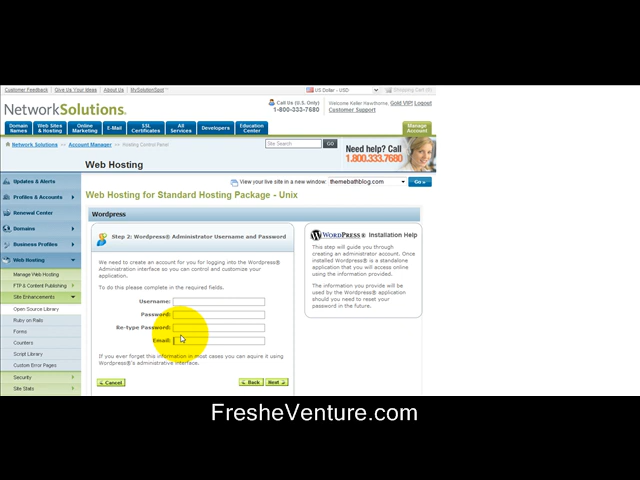 Customer Feedback | Give Us Your Ideas | About Us | MySolutionSpot
US Dollar - USD
Shopping Cart (0)
NetworkSolutions.
Call Us (U.S. Only)
1-800-333-7680
Welcome Keller Hawthorne, Gold VIP! Logout
Customer Support
Domain Names
Web Sites & Hosting
Online Marketing
E-Mail
SSL Certificates
All Services
Developers
Education Center
Manage Account
Network Solutions >> Account Manager >> Hosting Control Panel
Site Search
GO
Need help? Call
1.800.333.7680
Web Hosting
Updates & Alerts
Profiles & Accounts
Renewal Center
Domains
Business Profiles
Web Hosting
Manage Web Hosting
FTP & Content Publishing
Site Enhancements
Open Source Library
Ruby on Rails
Forms
Counters
Script Library
Custom Error Pages
Security
Site Stats
View your live site in a new window:
themebathblog.com
Go
Web Hosting for Standard Hosting Package - Unix
Wordpress
Step 2: Wordpress® Administrator Username and Password
We need to create an account for you for logging into the Wordpress®
Administration interface so you can control and customize your
application.
To do this please complete in the required fields.
Username:
Password:
Re-type Password:
Email:
If you ever forget this information in most cases you can aquire it using
Wordpress®'s administrative interface.
Cancel
Back
Next
WORDPRESS® Installation Help
This step will guide you through
creating an administrator account. Once
installed Wordpress® is a standalone
application that you will access online
using the information provided.
The information you provide will
be used by the Wordpress® application
should you need to reset your
password in the future.
FresheVenture.com